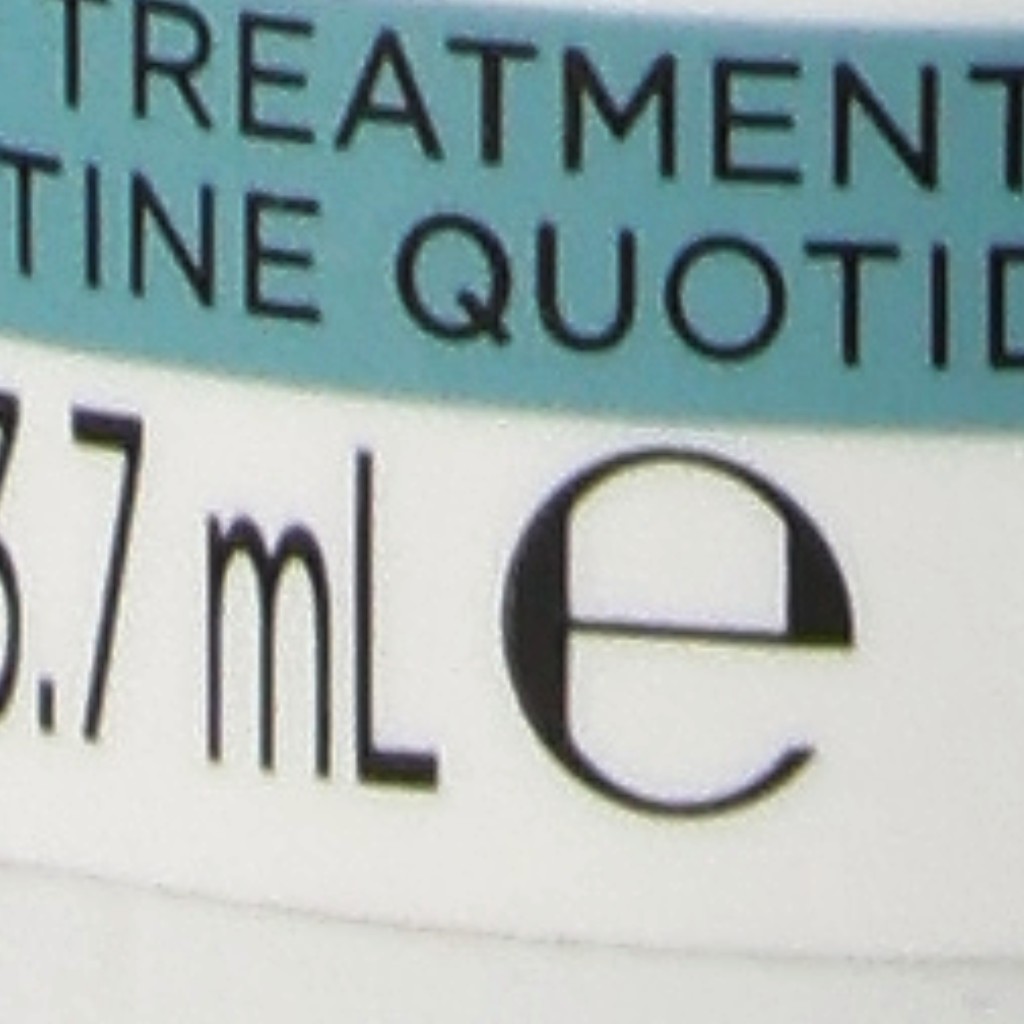 TREATMENT
TINE QUOTID
3.7 mL ℮